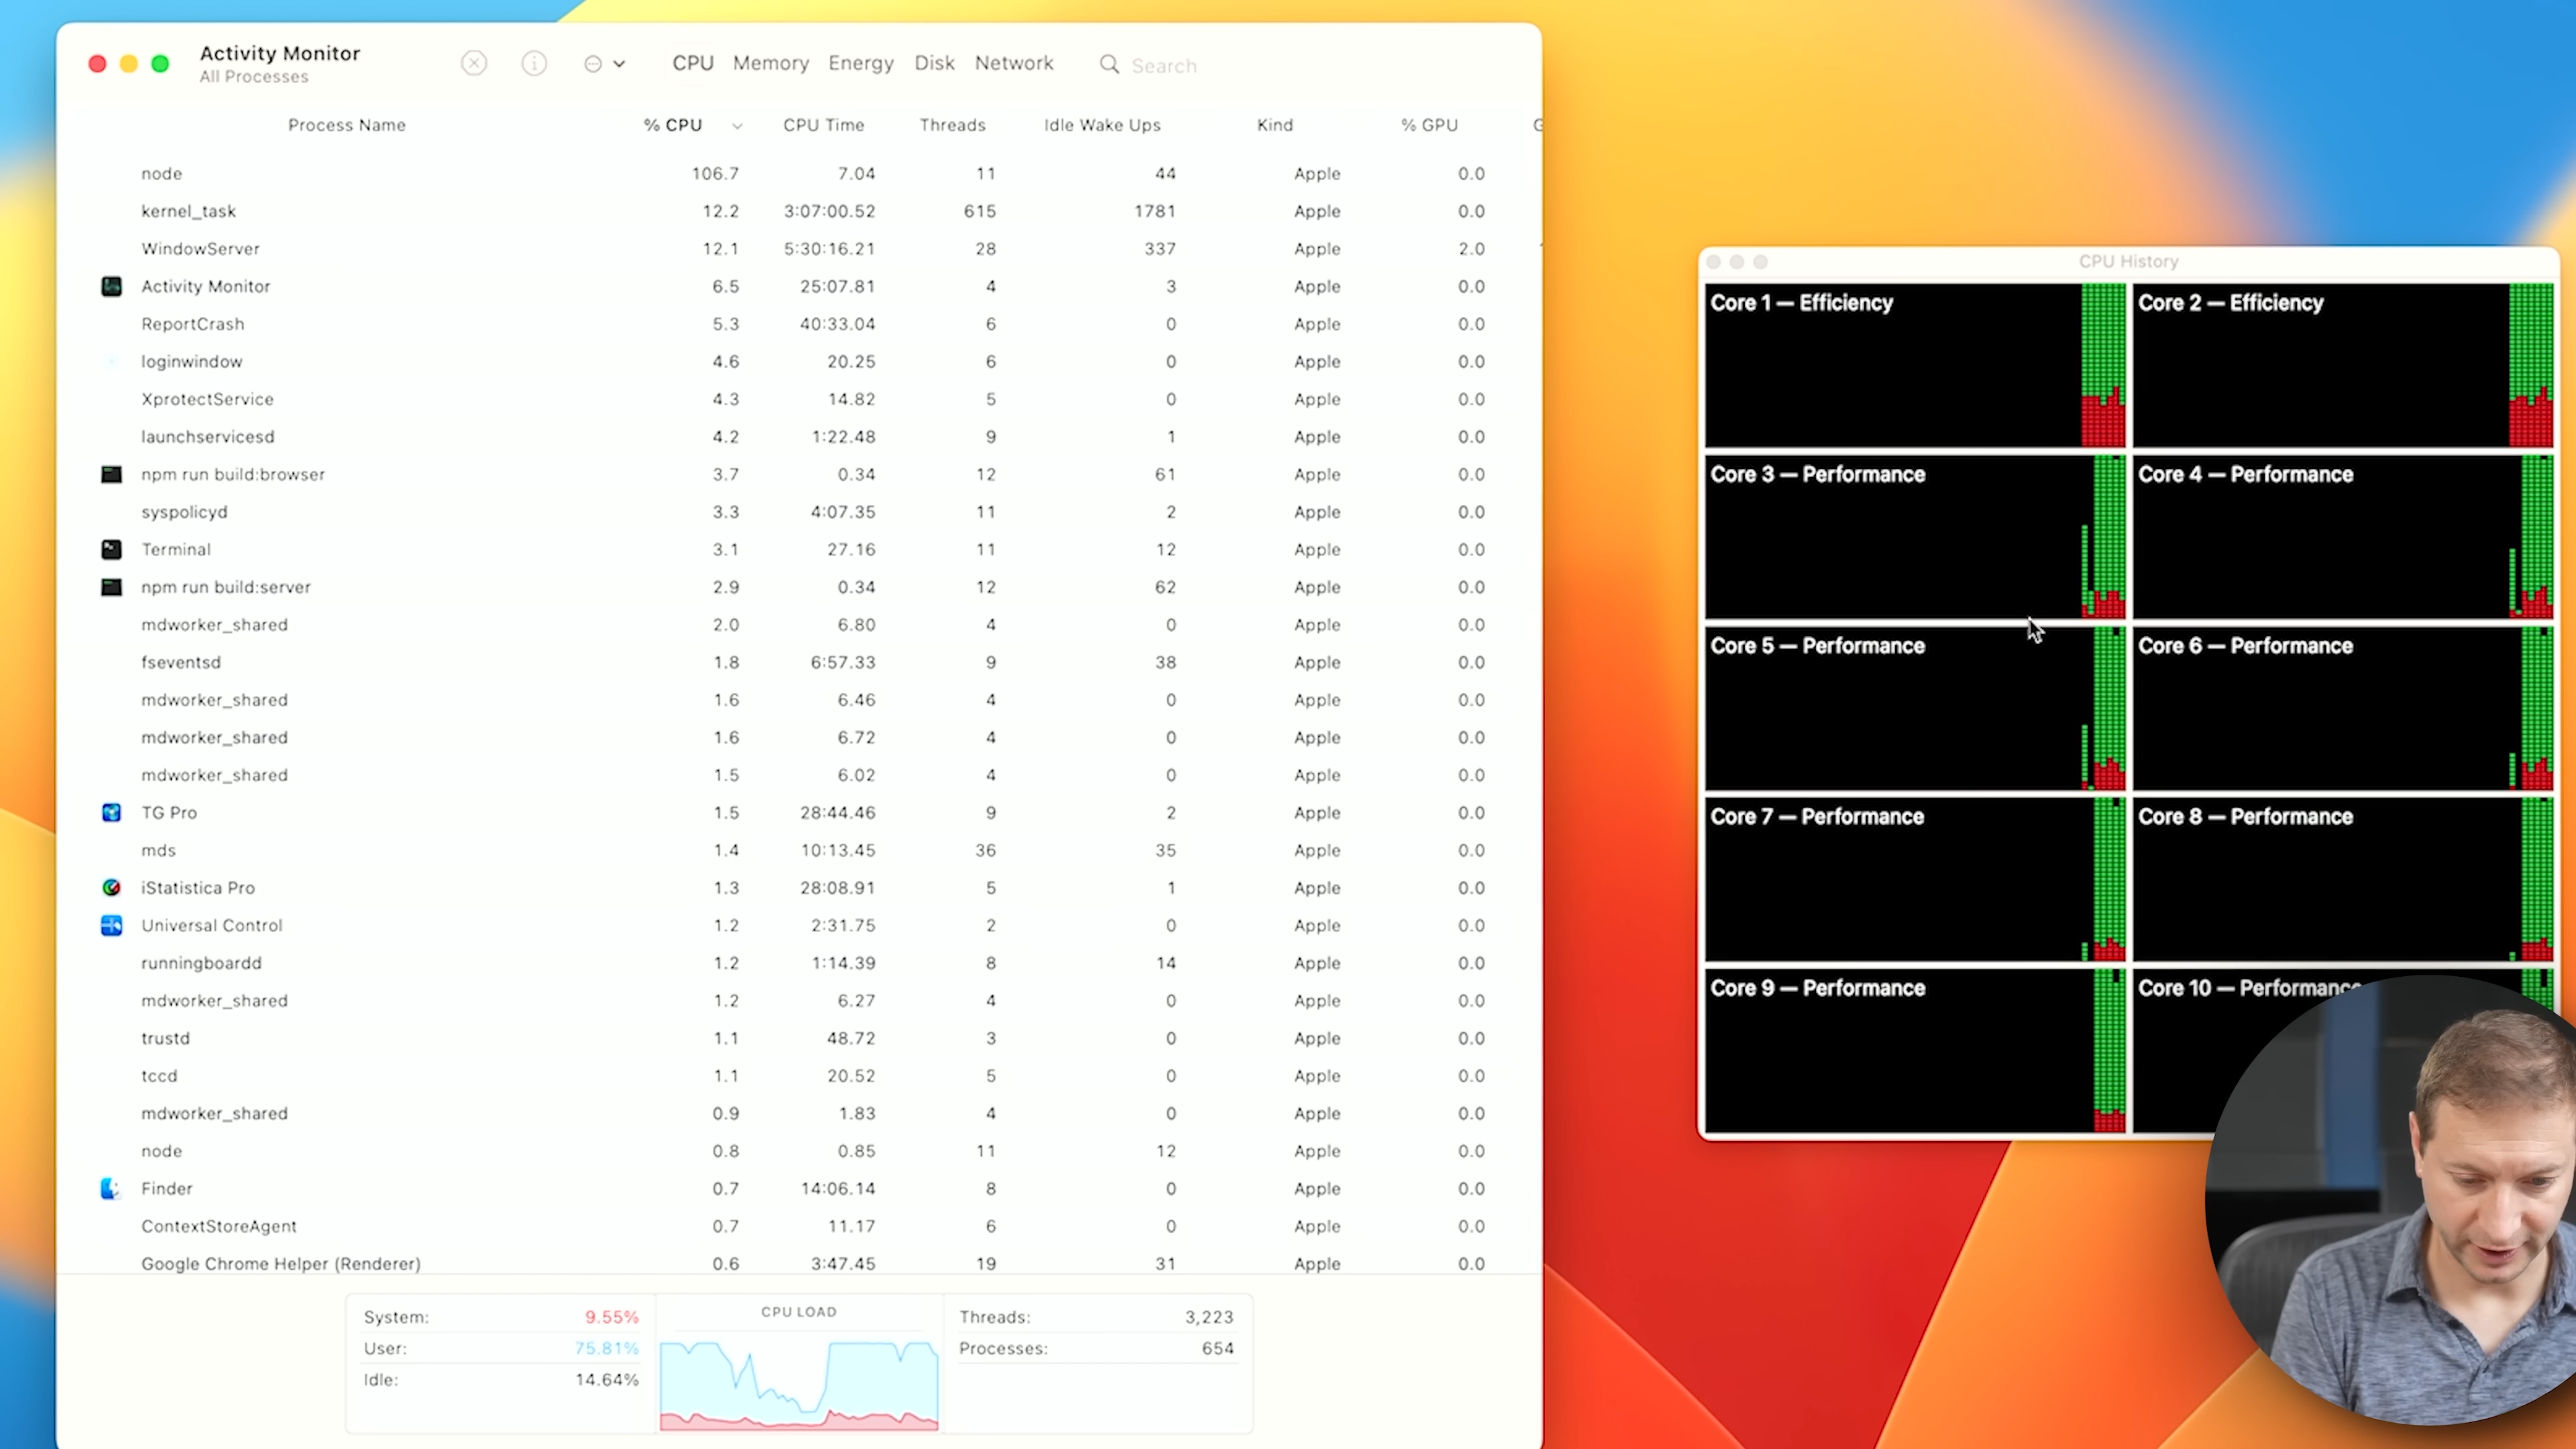 Activity Monitor
All Processes
CPU Memory Energy Disk Network Search
Process Name % CPU CPU Time Threads Idle Wake Ups Kind % GPU
node 106.7 7.04 11 44 Apple 0.0
kernel_task 12.2 3:07:00.52 615 1781 Apple 0.0
WindowServer 12.1 5:30:16.21 28 337 Apple 2.0
Activity Monitor 6.5 25:07.81 4 3 Apple 0.0
ReportCrash 5.3 40:33.04 6 0 Apple 0.0
loginwindow 4.6 20.25 6 0 Apple 0.0
XprotectService 4.3 14.82 5 0 Apple 0.0
launchservicesd 4.2 1:22.48 9 1 Apple 0.0
npm run build:browser 3.7 0.34 12 61 Apple 0.0
syspolicyd 3.3 4:07.35 11 2 Apple 0.0
Terminal 3.1 27.16 11 12 Apple 0.0
npm run build:server 2.9 0.34 12 62 Apple 0.0
mdworker_shared 2.0 6.80 4 0 Apple 0.0
fseventsd 1.8 6:57.33 9 38 Apple 0.0
mdworker_shared 1.6 6.46 4 0 Apple 0.0
mdworker_shared 1.6 6.72 4 0 Apple 0.0
mdworker_shared 1.5 6.02 4 0 Apple 0.0
TG Pro 1.5 28:44.46 9 2 Apple 0.0
mds 1.4 10:13.45 36 35 Apple 0.0
iStatistica Pro 1.3 28:08.91 5 1 Apple 0.0
Universal Control 1.2 2:31.75 2 0 Apple 0.0
runningboardd 1.2 1:14.39 8 14 Apple 0.0
mdworker_shared 1.2 6.27 4 0 Apple 0.0
trustd 1.1 48.72 3 0 Apple 0.0
tccd 1.1 20.52 5 0 Apple 0.0
mdworker_shared 0.9 1.83 4 0 Apple 0.0
node 0.8 0.85 11 12 Apple 0.0
Finder 0.7 14:06.14 8 0 Apple 0.0
ContextStoreAgent 0.7 11.17 6 0 Apple 0.0
Google Chrome Helper (Renderer) 0.6 3:47.45 19 31 Apple 0.0
System: 9.55%
User: 75.81%
Idle: 14.64%
CPU LOAD
Threads: 3,223
Processes: 654
CPU History
Core 1 — Efficiency
Core 2 — Efficiency
Core 3 — Performance
Core 4 — Performance
Core 5 — Performance
Core 6 — Performance
Core 7 — Performance
Core 8 — Performance
Core 9 — Performance
Core 10 — Performance